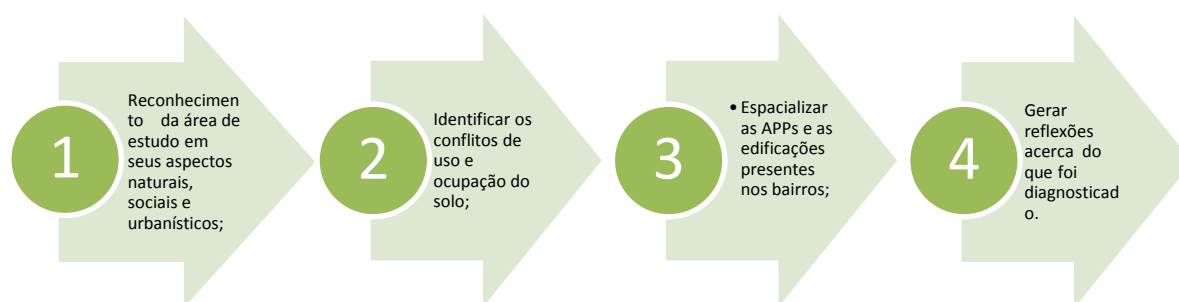 1
Reconhecimen
to da área de
estudo em
seus aspectos
naturais,
sociais e
urbanísticos;
2
Identificar os
conflitos de
uso e
ocupação do
solo;
3
• Espacializar
as APPs e as
edificações
presentes
nos bairros;
4
Gerar
reflexões
acerca do
que foi
diagnosticad
o.